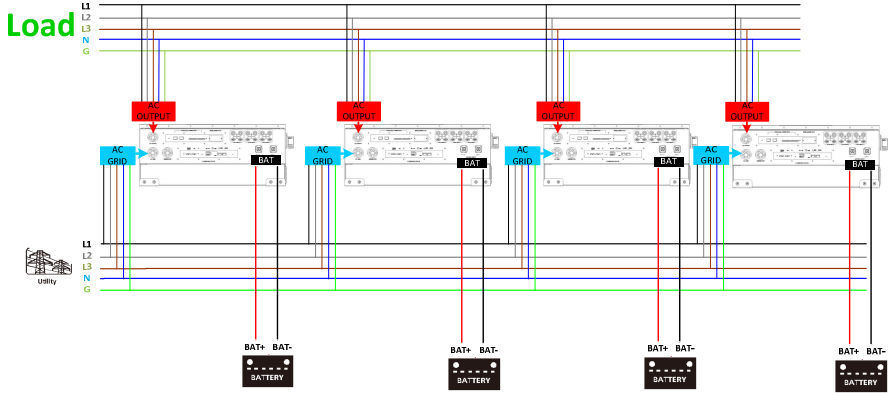 Load
L1
L2
L3
N
G
AC
OUTPUT
AC
OUTPUT
AC
OUTPUT
AC
OUTPUT
AC
GRID
AC
GRID
AC
GRID
AC
GRID
BAT
BAT
BAT
BAT
L1
L2
L3
N
G
Utility
BAT+ BAT-
BAT+ BAT-
BAT+ BAT-
BAT+ BAT-
BATTERY
BATTERY
BATTERY
BATTERY